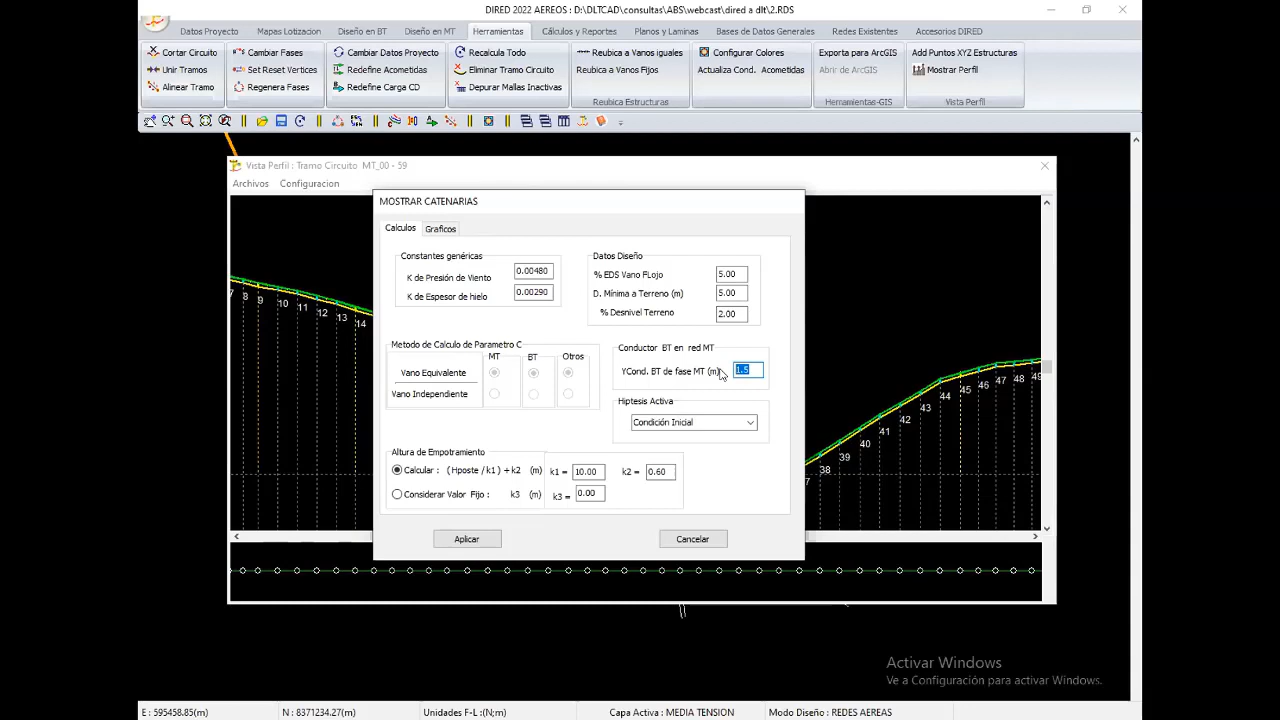 DIRED 2022 AEREOS : D:\DLTCAD\consultas\ABS\webcast\dired a dlt\2.RDS
Datos Proyecto Mapas Lotizacion Diseño en BT Diseño en MT Herramientas Cálculos y Reportes Planos y Laminas Bases de Datos Generales Redes Existentes Accesorios DIRED
Cortar Circuito Cambiar Fases Cambiar Datos Proyecto Recalcula Todo Reubica a Vanos iguales Configurar Colores Exporta para ArcGIS Add Puntos XYZ Estructuras
Unir Tramos Set Reset Vertices Redefine Acometidas Eliminar Tramo Circuito Reubica a Vanos Fijos Actualiza Cond. Acometidas Abrir de ArcGIS Mostrar Perfil
Alinear Tramo Regenera Fases Redefine Carga CD Depurar Mallas Inactivas
Reubica Estructuras Herramientas-GIS Vista Perfil
Vista Perfil : Tramo Circuito MT_00 - 59
Archivos Configuracion
MOSTRAR CATENARIAS
Calculos Graficos
Constantes genéricas
K de Presión de Viento 0.00480
K de Espesor de hielo 0.00290
Datos Diseño
% EDS Vano FLojo 5.00
D. Mínima a Terreno (m) 5.00
% Desnivel Terreno 2.00
Metodo de Calculo de Parametro C
MT BT Otros
Vano Equivalente
Vano Independiente
Conductor BT en red MT
YCond. BT de fase MT (m) 1.5
Hiptesis Activa
Condición Inicial
Altura de Empotramiento
Calcular : ( Hposte / k1 ) + k2 (m) k1 = 10.00 k2 = 0.60
Considerar Valor Fijo : k3 (m) k3 = 0.00
Aplicar Cancelar
7 8 9 10 11 12 13 14
7 38 39 40 41 42 43 44 45 46 47 48 49
Activar Windows
Ve a Configuración para activar Windows.
E : 595458.85(m) N : 8371234.27(m) Unidades F-L :(N;m) Capa Activa : MEDIA TENSION Modo Diseño : REDES AEREAS